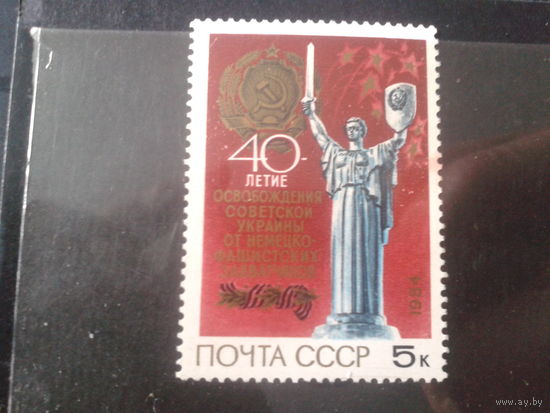 40-
ЛЕТИЕ
ОСВОБОЖДЕНИЯ
СОВЕТСКОЙ
УКРАИНЫ
ОТ НЕМЕЦКО-
ФАШИСТСКИХ
ЗАХВАТЧИКОВ
1984
ПОЧТА СССР 5к
www.ay.by